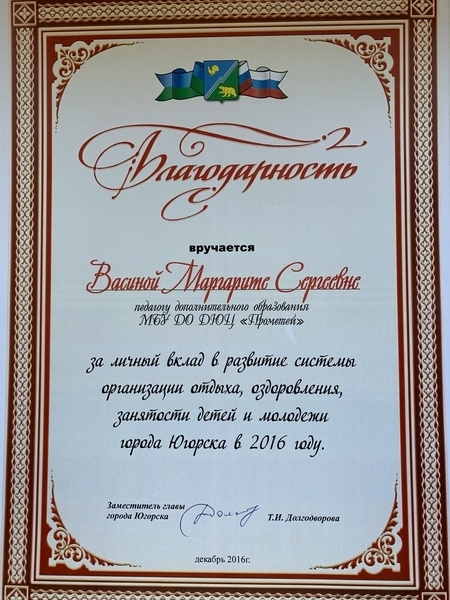 Благодарность
вручается
Васиной Маргарите Сергеевне
педагогу дополнительного образования
МБУ ДО ДЮЦ «Прометей»
за личный вклад в развитие системы
организации отдыха, оздоровления,
занятости детей и молодежи
города Югорска в 2016 году.
Заместитель главы
города Югорска
Т.И. Долгодворова
декабрь 2016г.